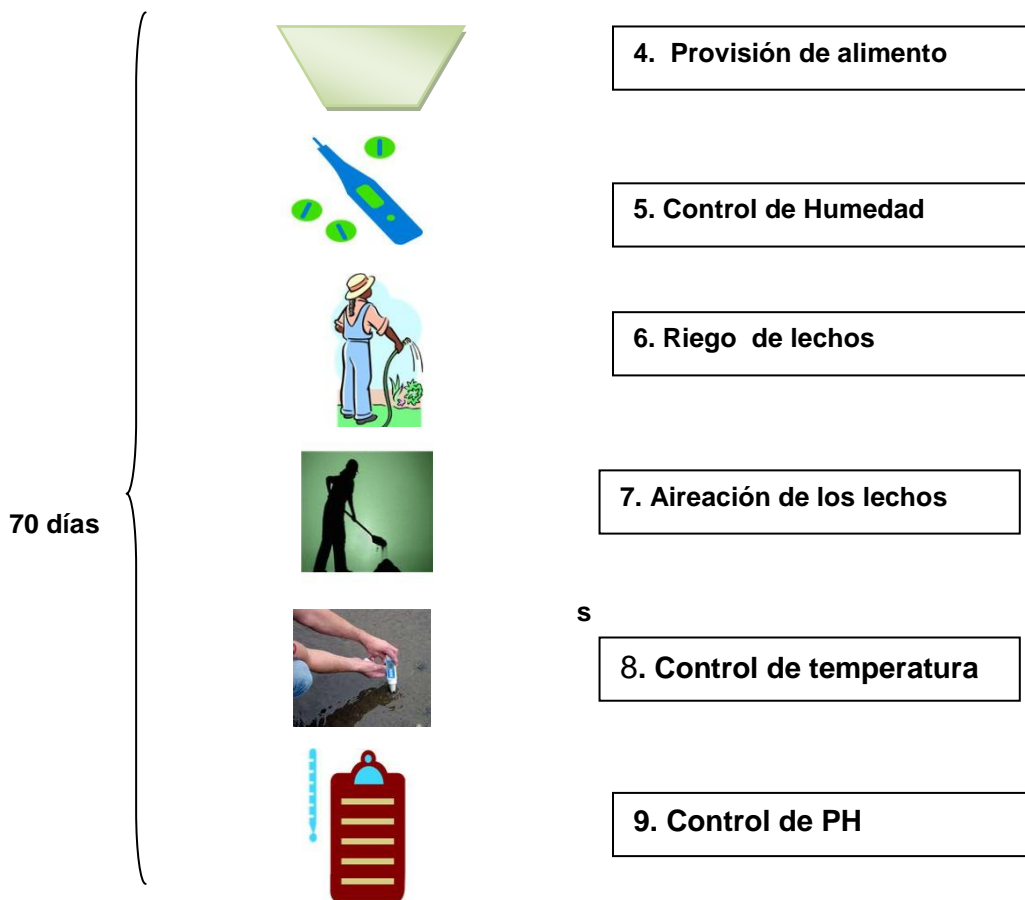 4. Provisión de alimento
5. Control de Humedad
6. Riego de lechos
7. Aireación de los lechos
70 días
s
8. Control de temperatura
9. Control de PH